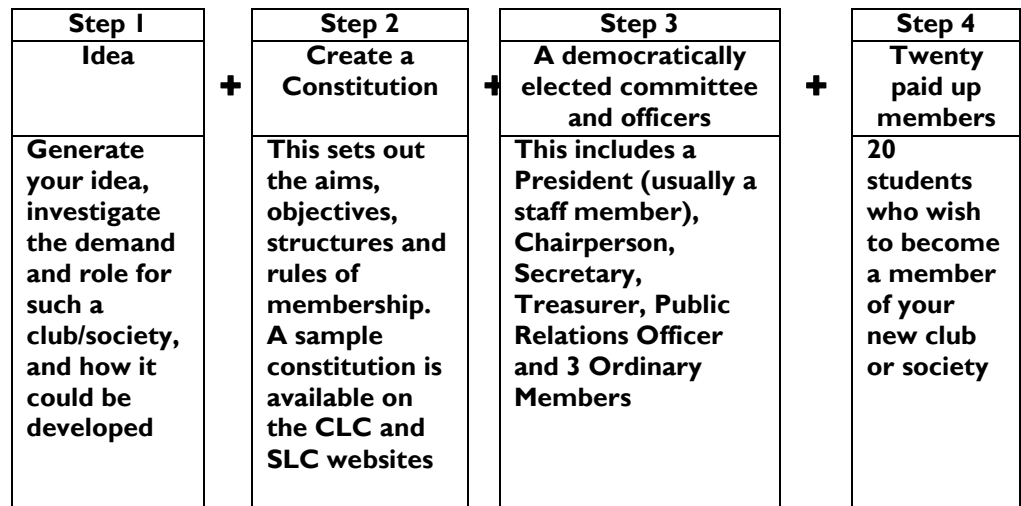 Step 1
Idea
Generate
your idea,
investigate
the demand
and role for
such a
club/society,
and how it
could be
developed
+
Step 2
Create a
Constitution
This sets out
the aims,
objectives,
structures and
rules of
membership.
A sample
constitution is
available on
the CLC and
SLC websites
+
Step 3
A democratically
elected committee
and officers
This includes a
President (usually a
staff member),
Chairperson,
Secretary,
Treasurer, Public
Relations Officer
and 3 Ordinary
Members
+
Step 4
Twenty
paid up
members
20
students
who wish
to become
a member
of your
new club
or society